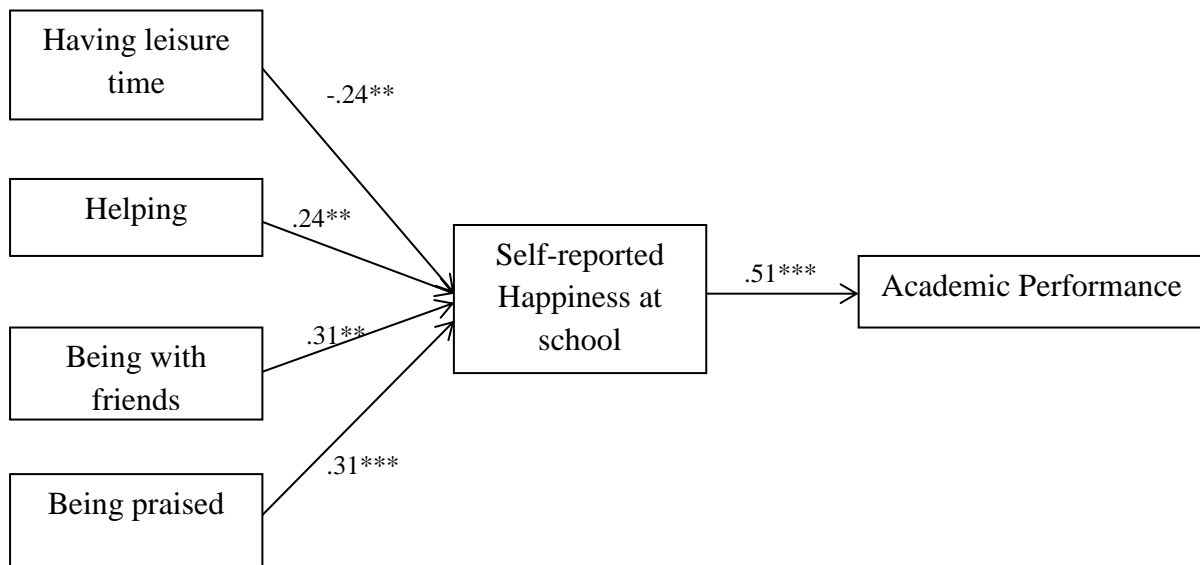 Having leisure
time
-.24**
Helping
.24**
Being with
friends
.31**
Being praised
.31***
Self-reported
Happiness at
school
.51***
Academic Performance